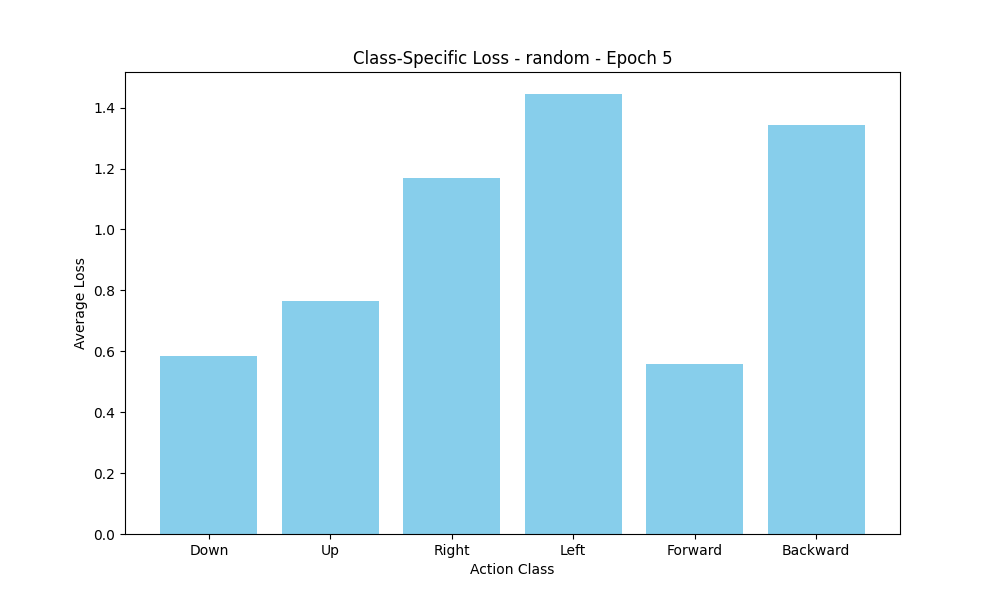 Class-Specific Loss - random - Epoch 5
Average Loss
1.4
1.2
1.0
0.8
0.6
0.4
0.2
0.0
Down Up Right Left Forward Backward
Action Class